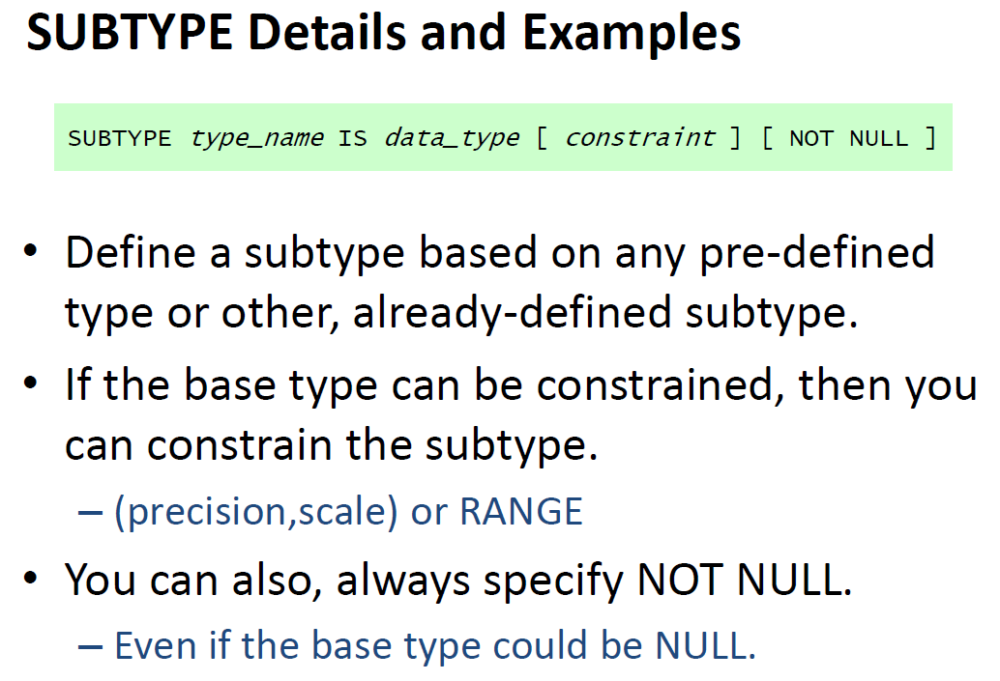 SUBTYPE Details and Examples
SUBTYPE type_name IS data_type [ constraint ] [ NOT NULL ]
• Define a subtype based on any pre-defined
type or other, already-defined subtype.
• If the base type can be constrained, then you
can constrain the subtype.
– (precision,scale) or RANGE
• You can also, always specify NOT NULL.
– Even if the base type could be NULL.